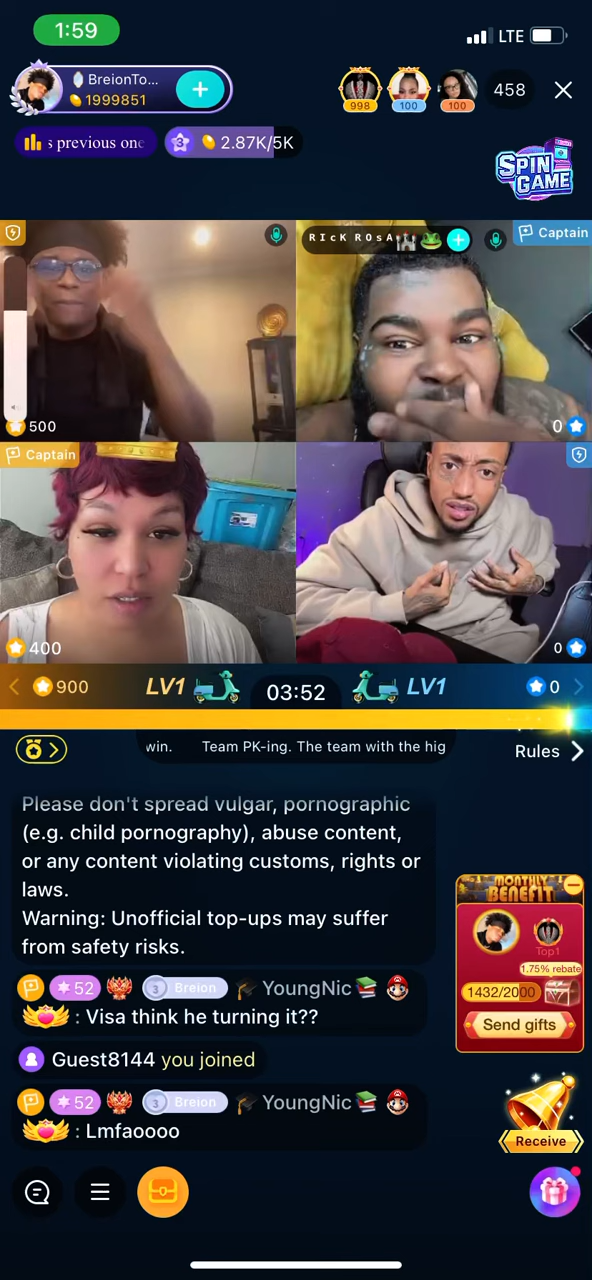 1:59
LTE
BreionTo...
1999851
998
100
100
458
s previous one
3
2.87K/5K
SPIN
GAME
RIcK ROsA
Captain
500
0
Captain
400
0
900
LV1
03:52
LV1
0
win. Team PK-ing. The team with the hig
Rules
Please don't spread vulgar, pornographic
(e.g. child pornography), abuse content,
or any content violating customs, rights or
laws.
Warning: Unofficial top-ups may suffer
from safety risks.
52 3 Breion YoungNic
: Visa think he turning it??
Guest8144 you joined
52 3 Breion YoungNic
: Lmfaoooo
MONTHLY
BENEFIT
Top1
1.75% rebate
1432/2000
Send gifts
Receive